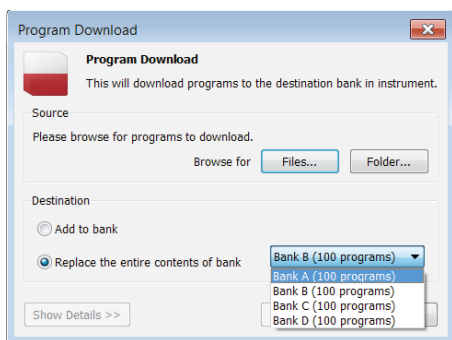 Program Download
Program Download
This will download programs to the destination bank in instrument.
Source
Please browse for programs to download.
Browse for Files... Folder...
Destination
Add to bank
Replace the entire contents of bank Bank B (100 programs)
Bank A (100 programs)
Bank B (100 programs)
Bank C (100 programs)
Bank D (100 programs)
Show Details >>